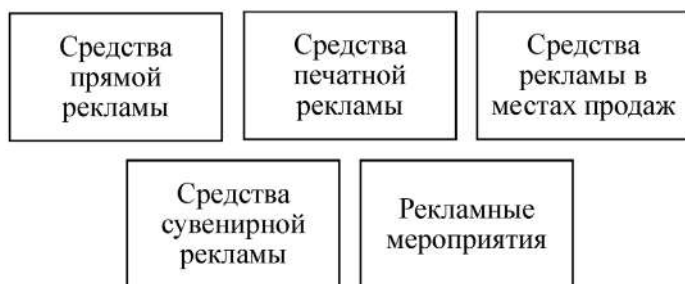 Средства
прямой
рекламы
Средства
печатной
рекламы
Средства
рекламы в
местах продаж
Средства
сувенирной
рекламы
Рекламные
мероприятия